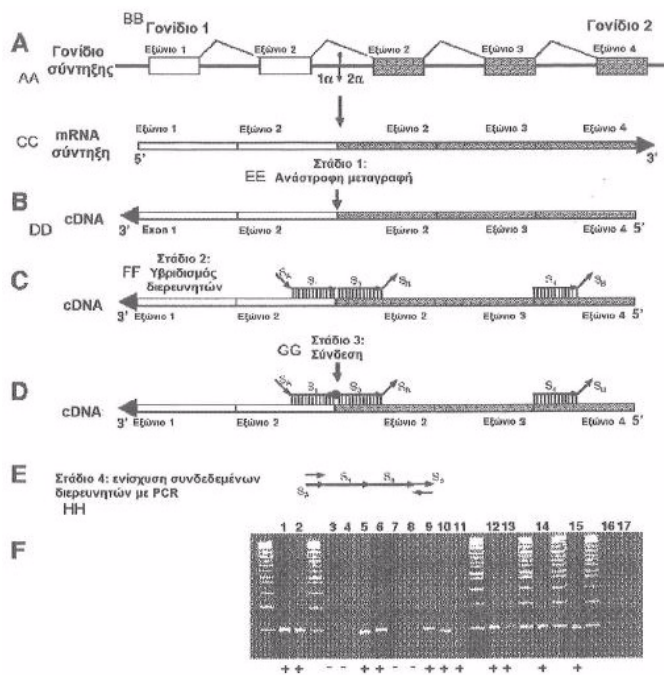 BB Γονίδιο 1 Γονίδιο 2
A Γονίδιο σύντηξης Εξώνιο 1 Εξώνιο 2 Εξώνιο 2 Εξώνιο 3 Εξώνιο 4
AA 1α 2α
CC mRNA σύντηξη Εξώνιο 1 Εξώνιο 2 Εξώνιο 2 Εξώνιο 3 Εξώνιο 4
5' 3'
EE Στάδιο 1:
Ανάστροφη μεταγραφή
B
DD cDNA 3' Exon 1 Εξώνιο 2 Εξώνιο 2 Εξώνιο 3 Εξώνιο 4 5'
FF Στάδιο 2:
Υβριδισμός
διερευνητών
C
cDNA 3' Εξώνιο 1 Εξώνιο 2 Εξώνιο 2 Εξώνιο 3 Εξώνιο 4 5'
GG Στάδιο 3:
Σύνδεση
D
cDNA 3' Εξώνιο 1 Εξώνιο 2 Εξώνιο 2 Εξώνιο 3 Εξώνιο 4 5'
E
Στάδιο 4: ενίσχυση συνδεδεμένων
διερευνητών με PCR
HH
F 1 2 3 4 5 6 7 8 9 10 11 12 13 14 15 16 17
+ + - - + + - - + + + + + + +